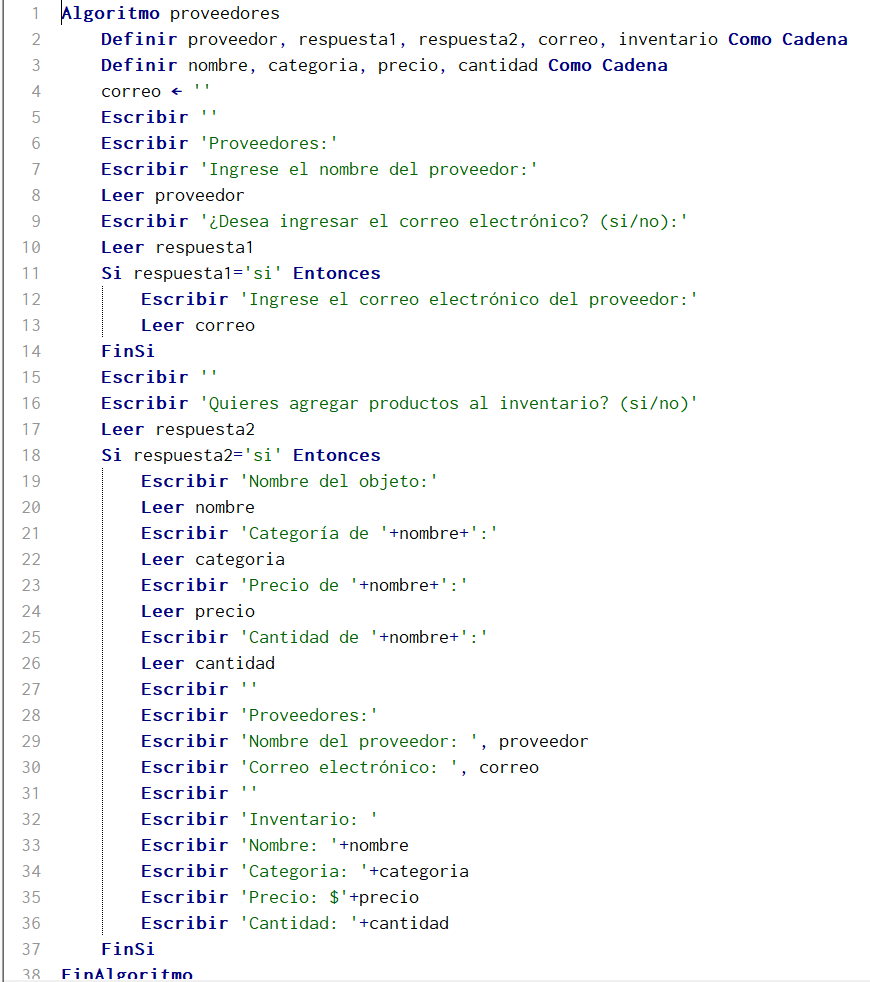 1 Algoritmo proveedores
2 Definir proveedor, respuesta1, respuesta2, correo, inventario Como Cadena
3 Definir nombre, categoria, precio, cantidad Como Cadena
4 correo ← ''
5 Escribir ''
6 Escribir 'Proveedores:'
7 Escribir 'Ingrese el nombre del proveedor:'
8 Leer proveedor
9 Escribir '¿Desea ingresar el correo electrónico? (si/no):'
10 Leer respuesta1
11 Si respuesta1='si' Entonces
12 Escribir 'Ingrese el correo electrónico del proveedor:'
13 Leer correo
14 FinSi
15 Escribir ''
16 Escribir 'Quieres agregar productos al inventario? (si/no)'
17 Leer respuesta2
18 Si respuesta2='si' Entonces
19 Escribir 'Nombre del objeto:'
20 Leer nombre
21 Escribir 'Categoría de '+nombre+':'
22 Leer categoria
23 Escribir 'Precio de '+nombre+':'
24 Leer precio
25 Escribir 'Cantidad de '+nombre+':'
26 Leer cantidad
27 Escribir ''
28 Escribir 'Proveedores:'
29 Escribir 'Nombre del proveedor: ', proveedor
30 Escribir 'Correo electrónico: ', correo
31 Escribir ''
32 Escribir 'Inventario: '
33 Escribir 'Nombre: '+nombre
34 Escribir 'Categoria: '+categoria
35 Escribir 'Precio: $'+precio
36 Escribir 'Cantidad: '+cantidad
37 FinSi
38 FinAlgoritmo